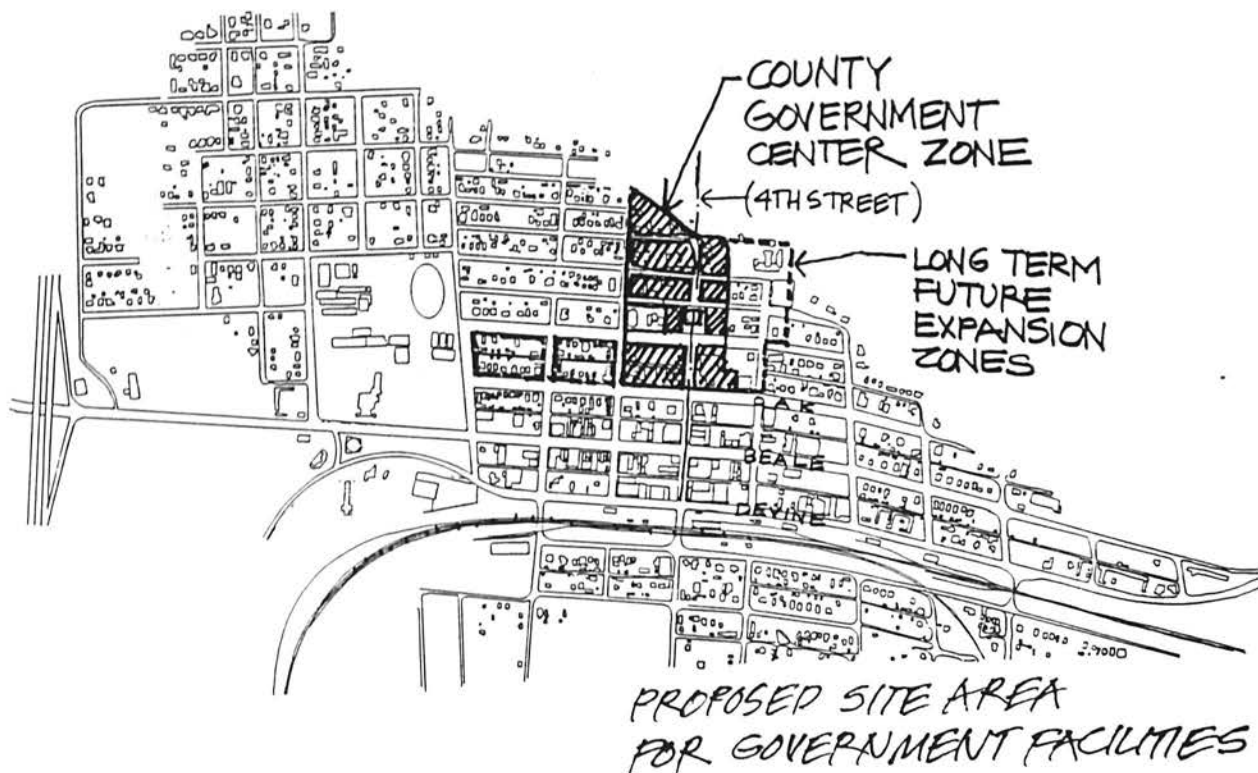 COUNTY
GOVERNMENT
CENTER ZONE
(4TH STREET)
LONG TERM
FUTURE
EXPANSION
ZONES
OAK
BEALE
DEVINE
PROPOSED SITE AREA
FOR GOVERNMENT FACILITIES